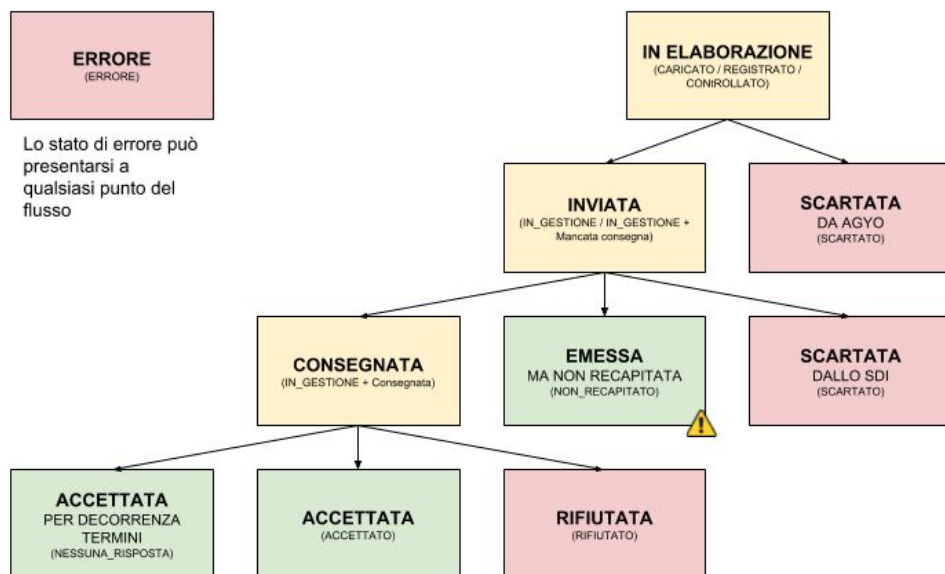 ERRORE
(ERRORE)
Lo stato di errore può
presentarsi a
qualsiasi punto del
flusso
IN ELABORAZIONE
(CARICATO / REGISTRATO /
CONtROLLATO)
INVIATA
(IN_GESTIONE / IN_GESTIONE +
Mancata consegna)
SCARTATA
DA AGYO
(SCARTATO)
CONSEGNATA
(IN_GESTIONE + Consegnata)
EMESSA
MA NON RECAPITATA
(NON_RECAPITATO)
SCARTATA
DALLO SDI
(SCARTATO)
ACCETTATA
PER DECORRENZA
TERMINI
(NESSUNA_RISPOSTA)
ACCETTATA
(ACCETTATO)
RIFIUTATA
(RIFIUTATO)